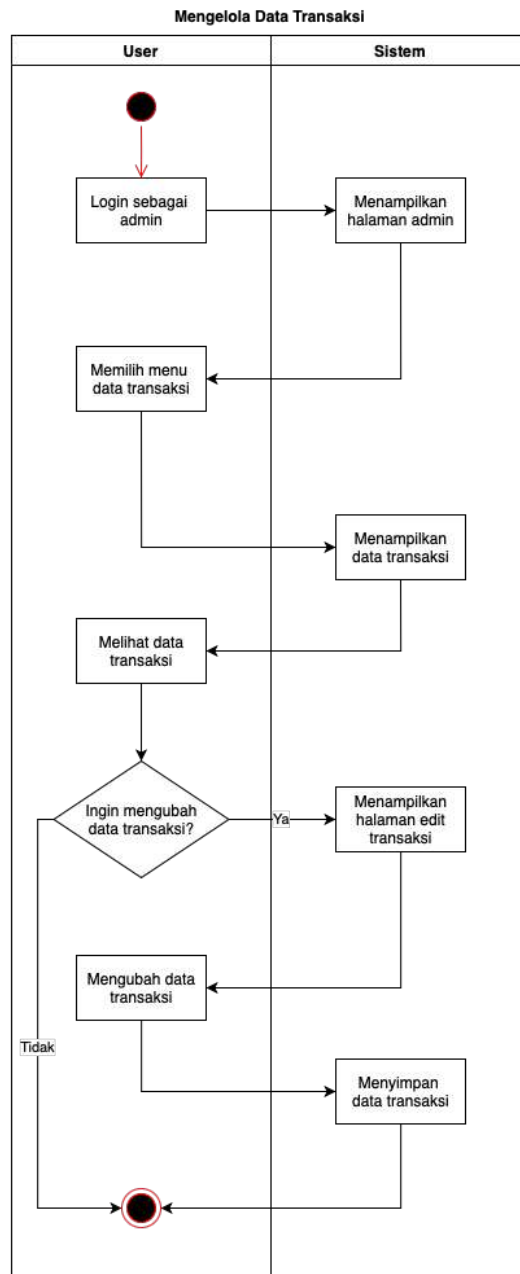 Mengelola Data Transaksi
User
Sistem
Login sebagai
admin
Menampilkan
halaman admin
Memilih menu
data transaksi
Menampilkan
data transaksi
Melihat data
transaksi
Ingin mengubah
data transaksi?
Ya
Menampilkan
halaman edit
transaksi
Mengubah data
transaksi
Tidak
Menyimpan
data transaksi